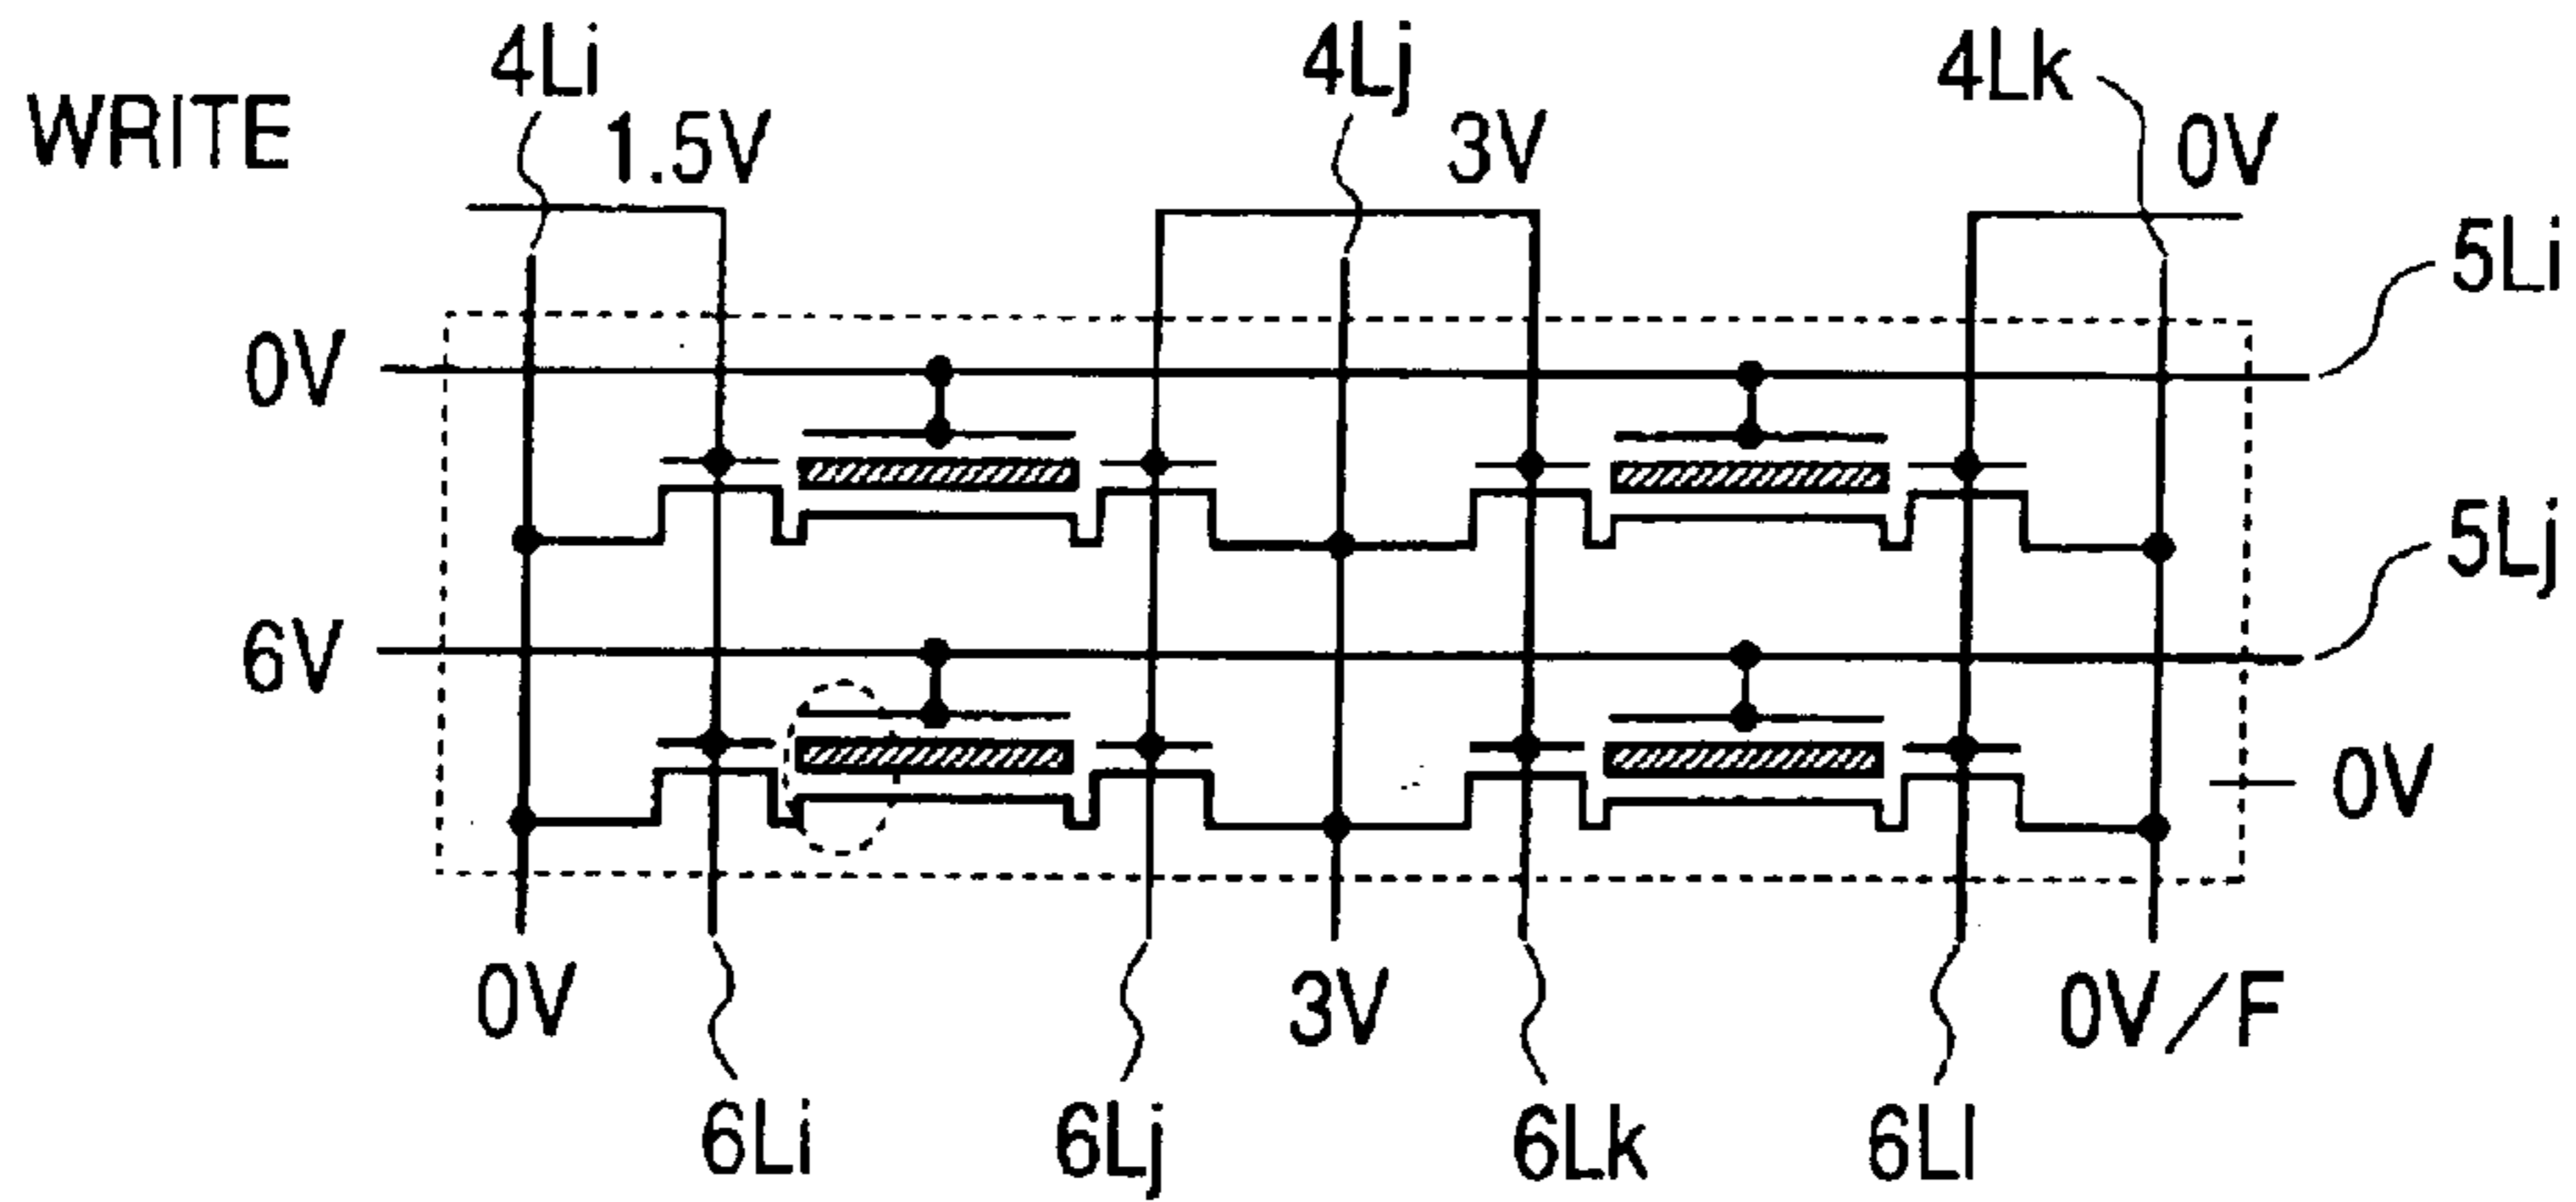 4Li 4Lj 4Lk
WRITE 1.5V 3V 0V
5Li
0V
5Lj
6V
0V
0V 3V 0V/F
6Li 6Lj 6Lk 6Ll